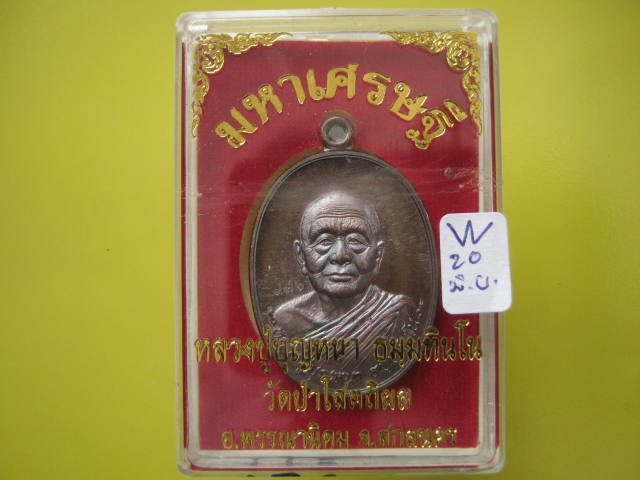 มหาเศรษฐี
W
20
พ.ย.
หลวงปู่บุญหนา ธมฺมทินโน
วัดป่าโสตถิผล
อ.พรรณานิคม จ.สกลนคร